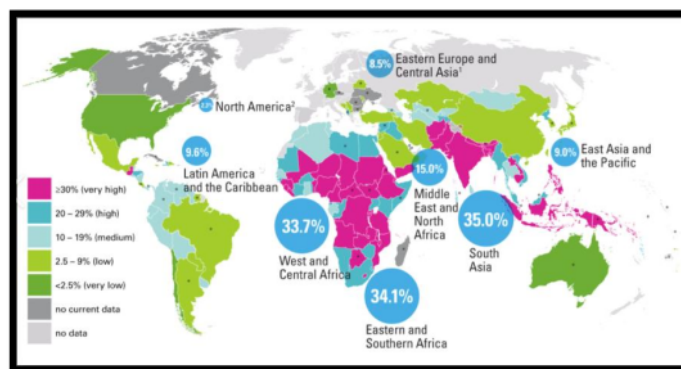 8.5%
Eastern Europe and
Central Asia¹
North America²
9.6%
Latin America
and the Caribbean
9.0%
East Asia and
the Pacific
15.0%
Middle
East and
North
Africa
≥30% (very high)
20 – 29% (high)
10 – 19% (medium)
2.5 – 9% (low)
<2.5% (very low)
no current data
no data
33.7%
West and
Central Africa
35.0%
South
Asia
34.1%
Eastern and
Southern Africa